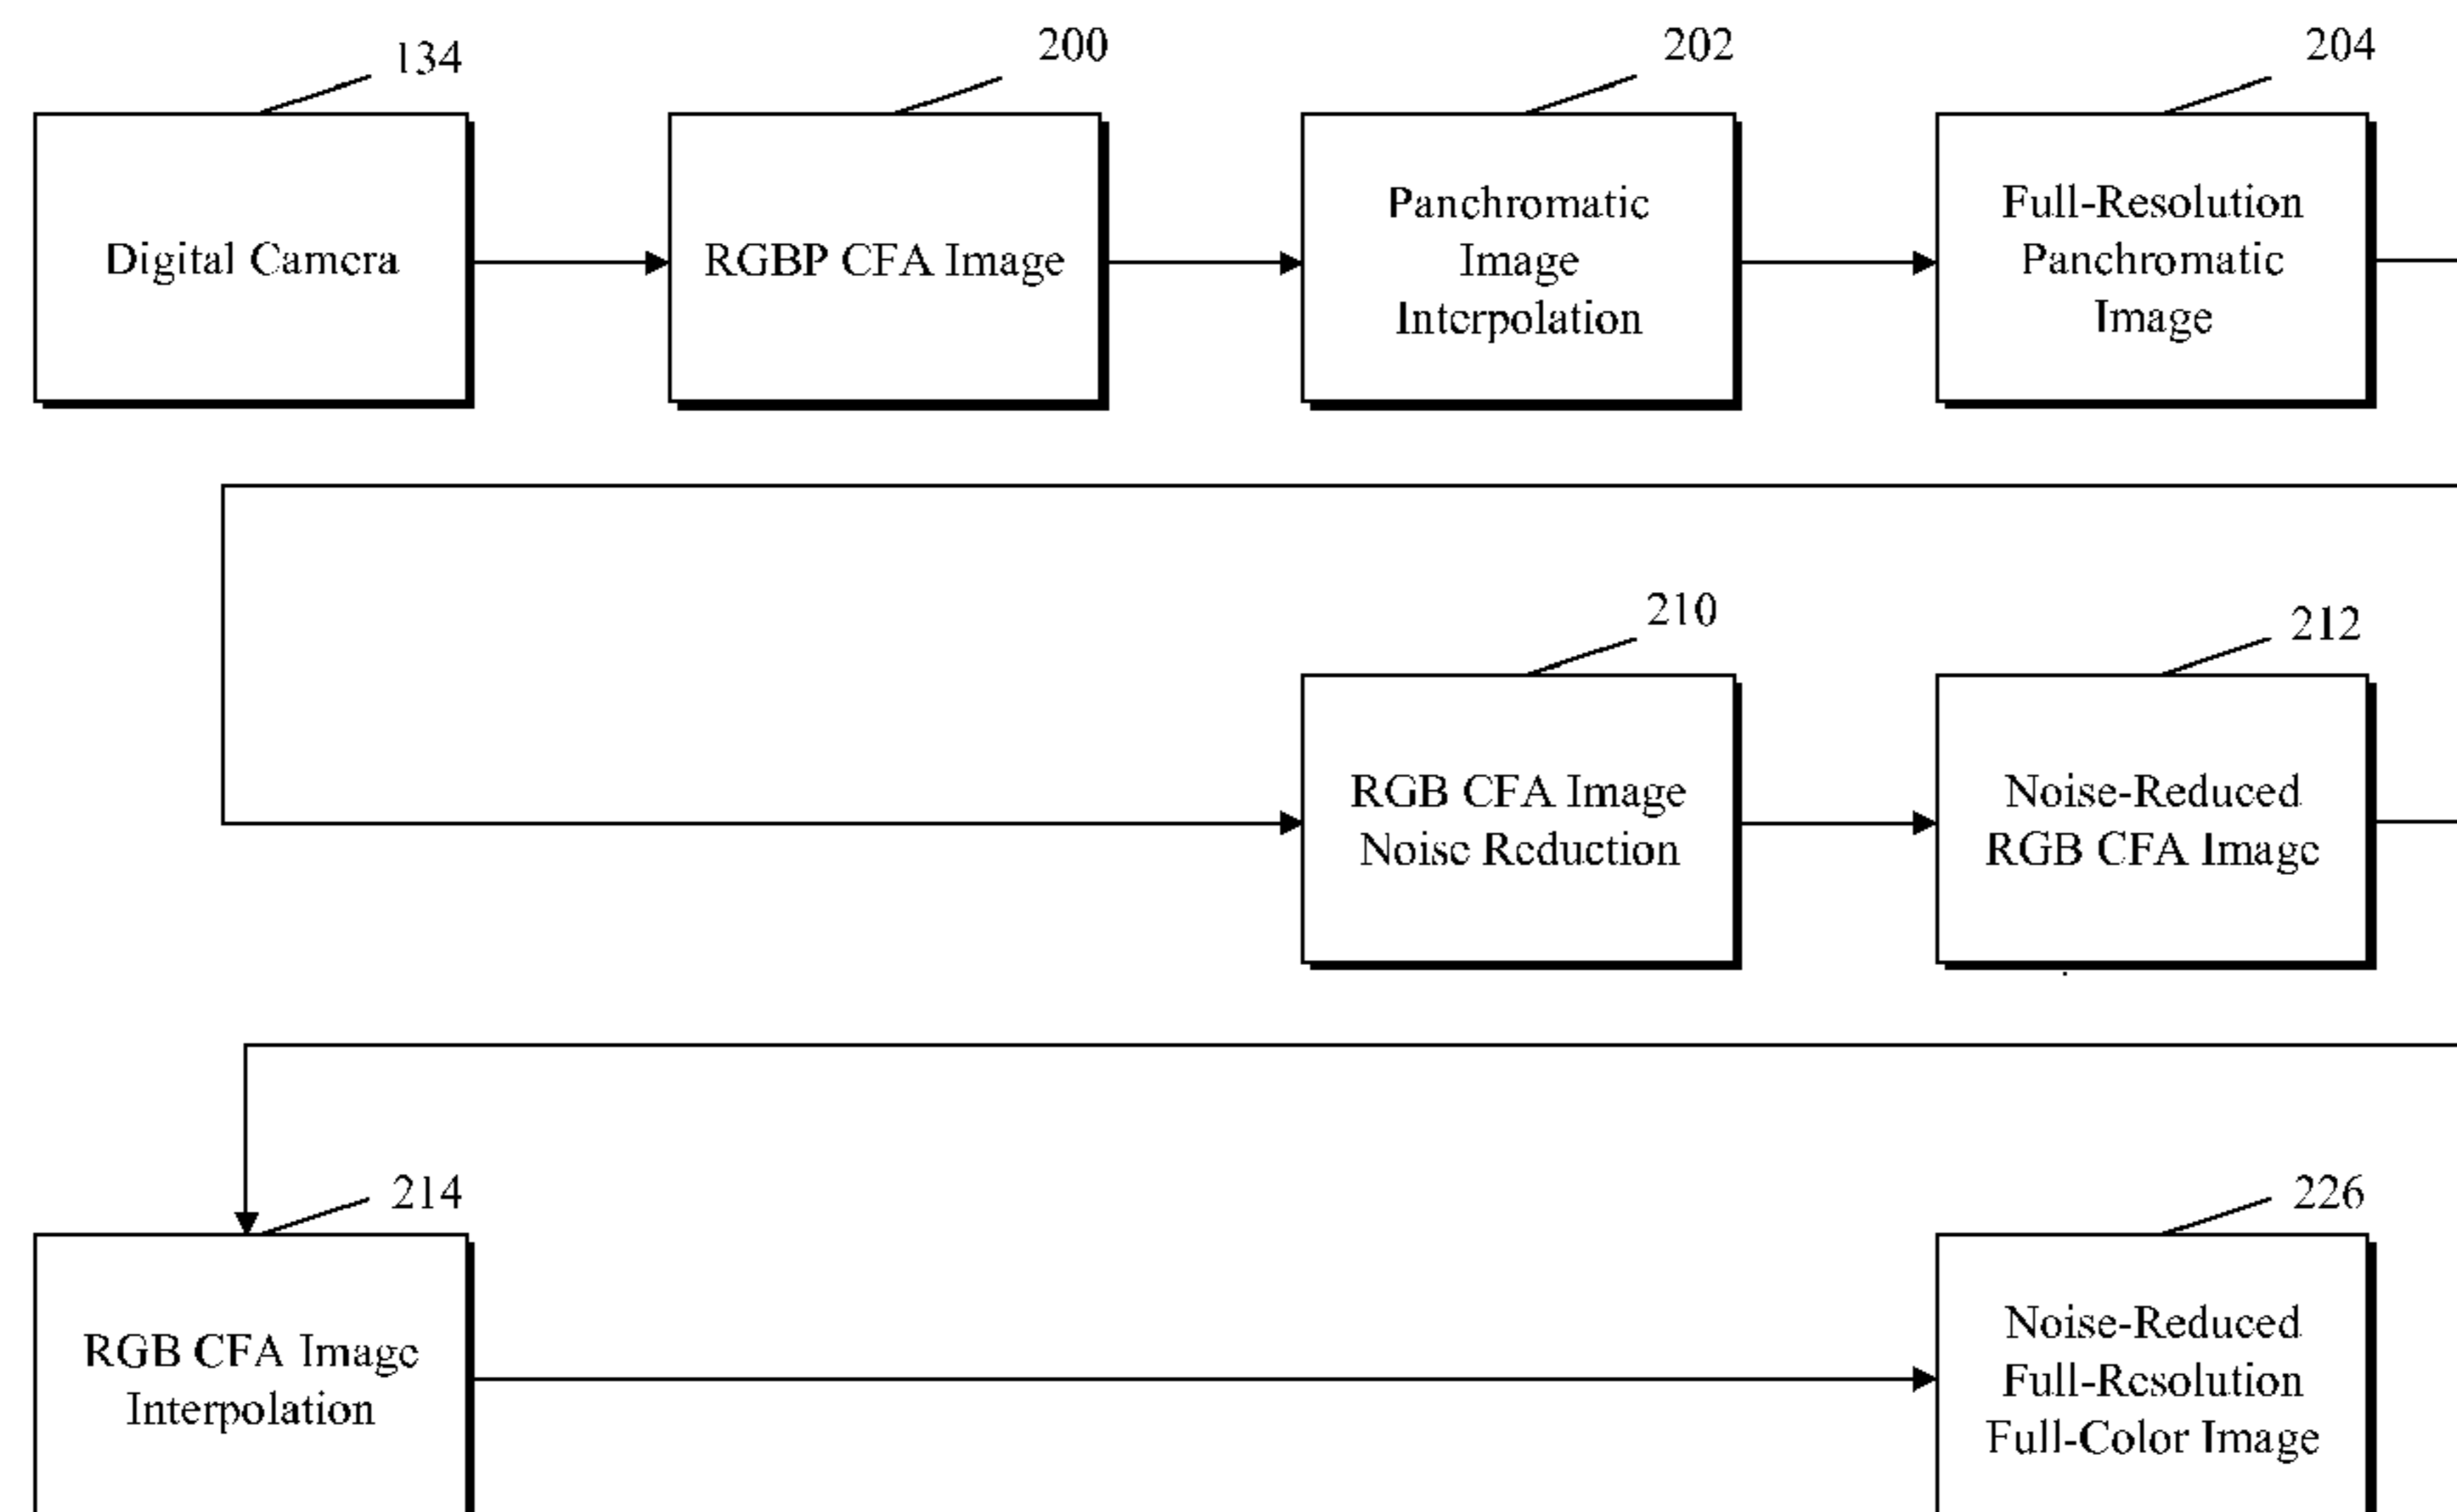 134
200
202
204
Digital Camera
RGBP CFA Image
Panchromatic
Image
Interpolation
Full-Resolution
Panchromatic
Image
210
212
RGB CFA Image
Noise Reduction
Noise-Reduced
RGB CFA Image
214
226
RGB CFA Image
Interpolation
Noise-Reduced
Full-Resolution
Full-Color Image